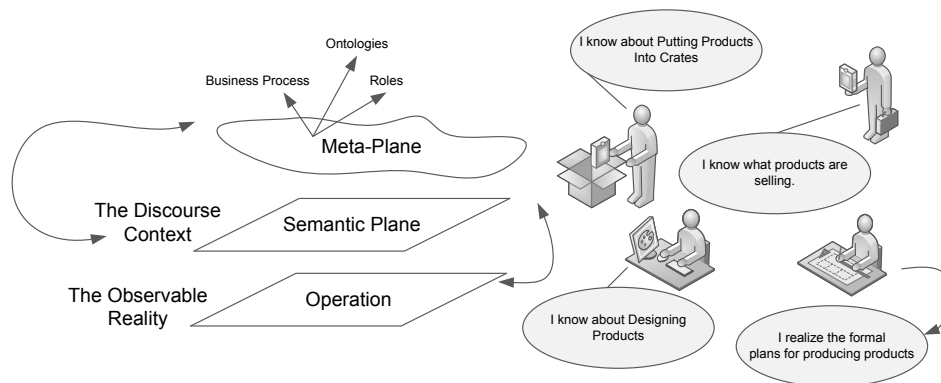 Ontologies
Business Process
Roles
Meta-Plane
The Discourse
Context
Semantic Plane
The Observable
Reality
Operation
I know about Putting Products
Into Crates
I know what products are
selling.
I know about Designing
Products
I realize the formal
plans for producing products